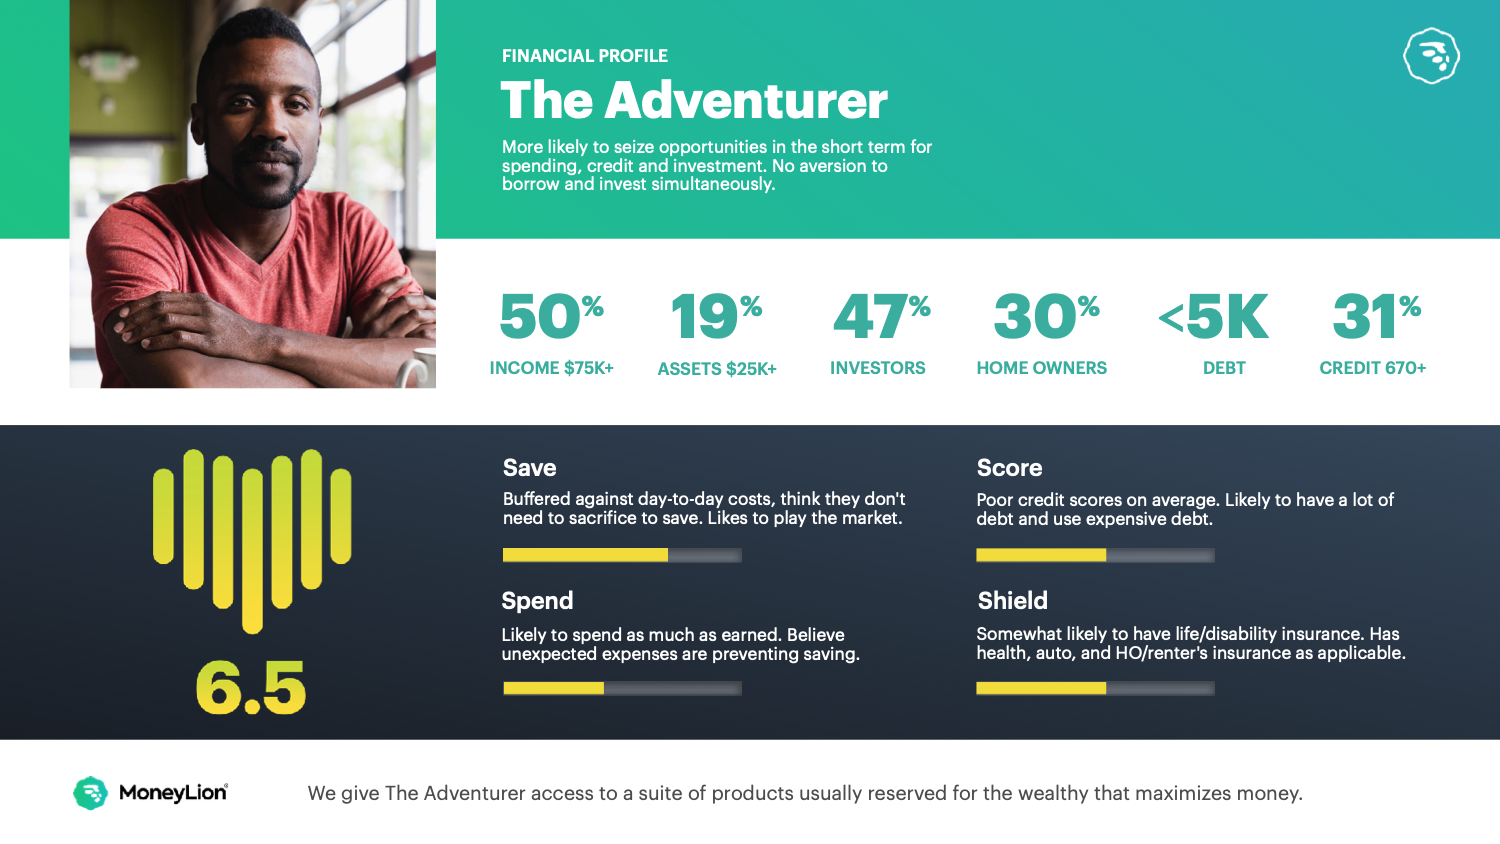 FINANCIAL PROFILE
The Adventurer
More likely to seize opportunities in the short term for
spending, credit and investment. No aversion to
borrow and invest simultaneously.
50% 19% 47% 30% <5K 31%
INCOME $75K+ ASSETS $25K+ INVESTORS HOME OWNERS DEBT CREDIT 670+
Save
Buffered against day-to-day costs, think they don't
need to sacrifice to save. Likes to play the market.
Score
Poor credit scores on average. Likely to have a lot of
debt and use expensive debt.
Spend
Likely to spend as much as earned. Believe
unexpected expenses are preventing saving.
Shield
Somewhat likely to have life/disability insurance. Has
health, auto, and HO/renter's insurance as applicable.
6.5
MoneyLion®
We give The Adventurer access to a suite of products usually reserved for the wealthy that maximizes money.